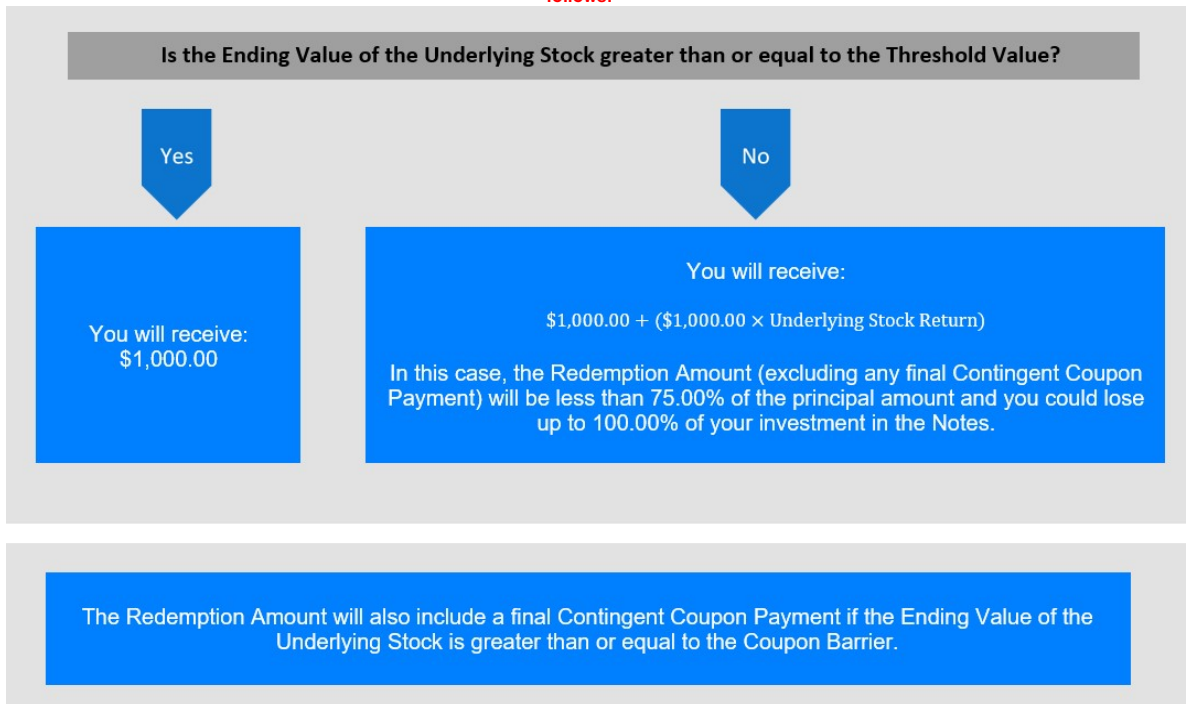 follows:
Is the Ending Value of the Underlying Stock greater than or equal to the Threshold Value?
Yes
No
You will receive:
$1,000.00
You will receive:
$1,000.00 + ($1,000.00 × Underlying Stock Return)
In this case, the Redemption Amount (excluding any final Contingent Coupon
Payment) will be less than 75.00% of the principal amount and you could lose
up to 100.00% of your investment in the Notes.
The Redemption Amount will also include a final Contingent Coupon Payment if the Ending Value of the
Underlying Stock is greater than or equal to the Coupon Barrier.